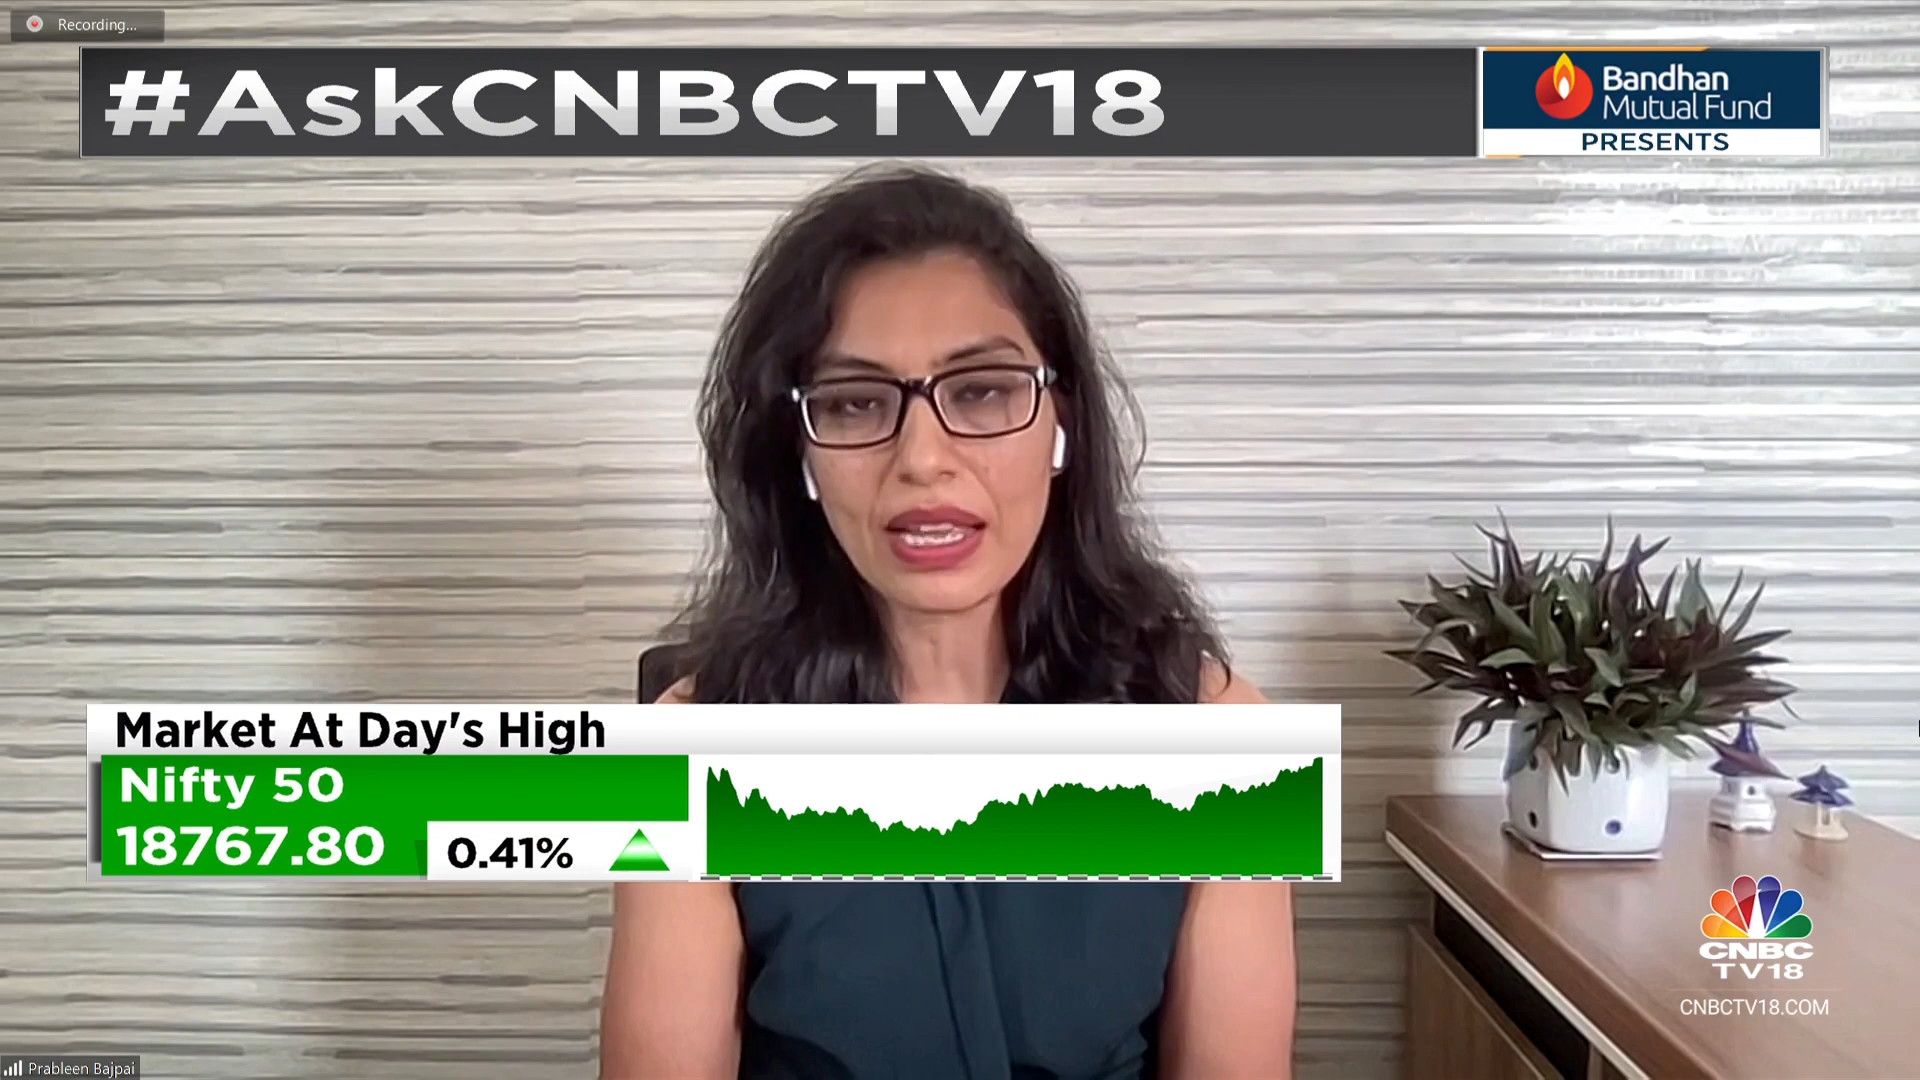 Recording...
#AskCNBCTV18
Bandhan
Mutual Fund
PRESENTS
Market At Day's High
Nifty 50
18767.80
0.41%
CNBC
TV18
CNBCTV18.COM
Prableen Bajpai